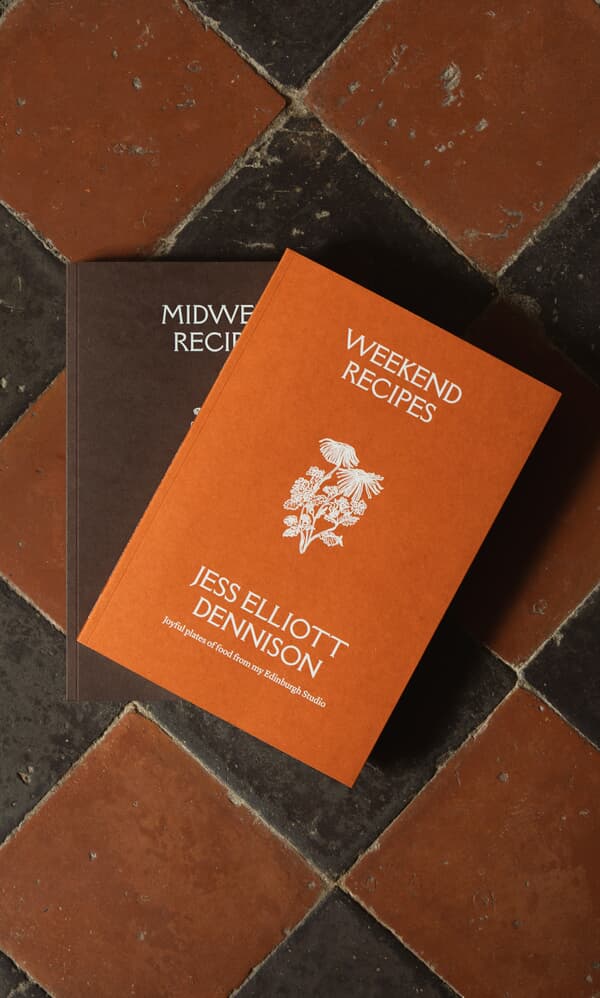 MIDWE
RECIP
WEEKEND
RECIPES
JESS ELLIOTT
DENNISON
Joyful plates of food from my Edinburgh Studio